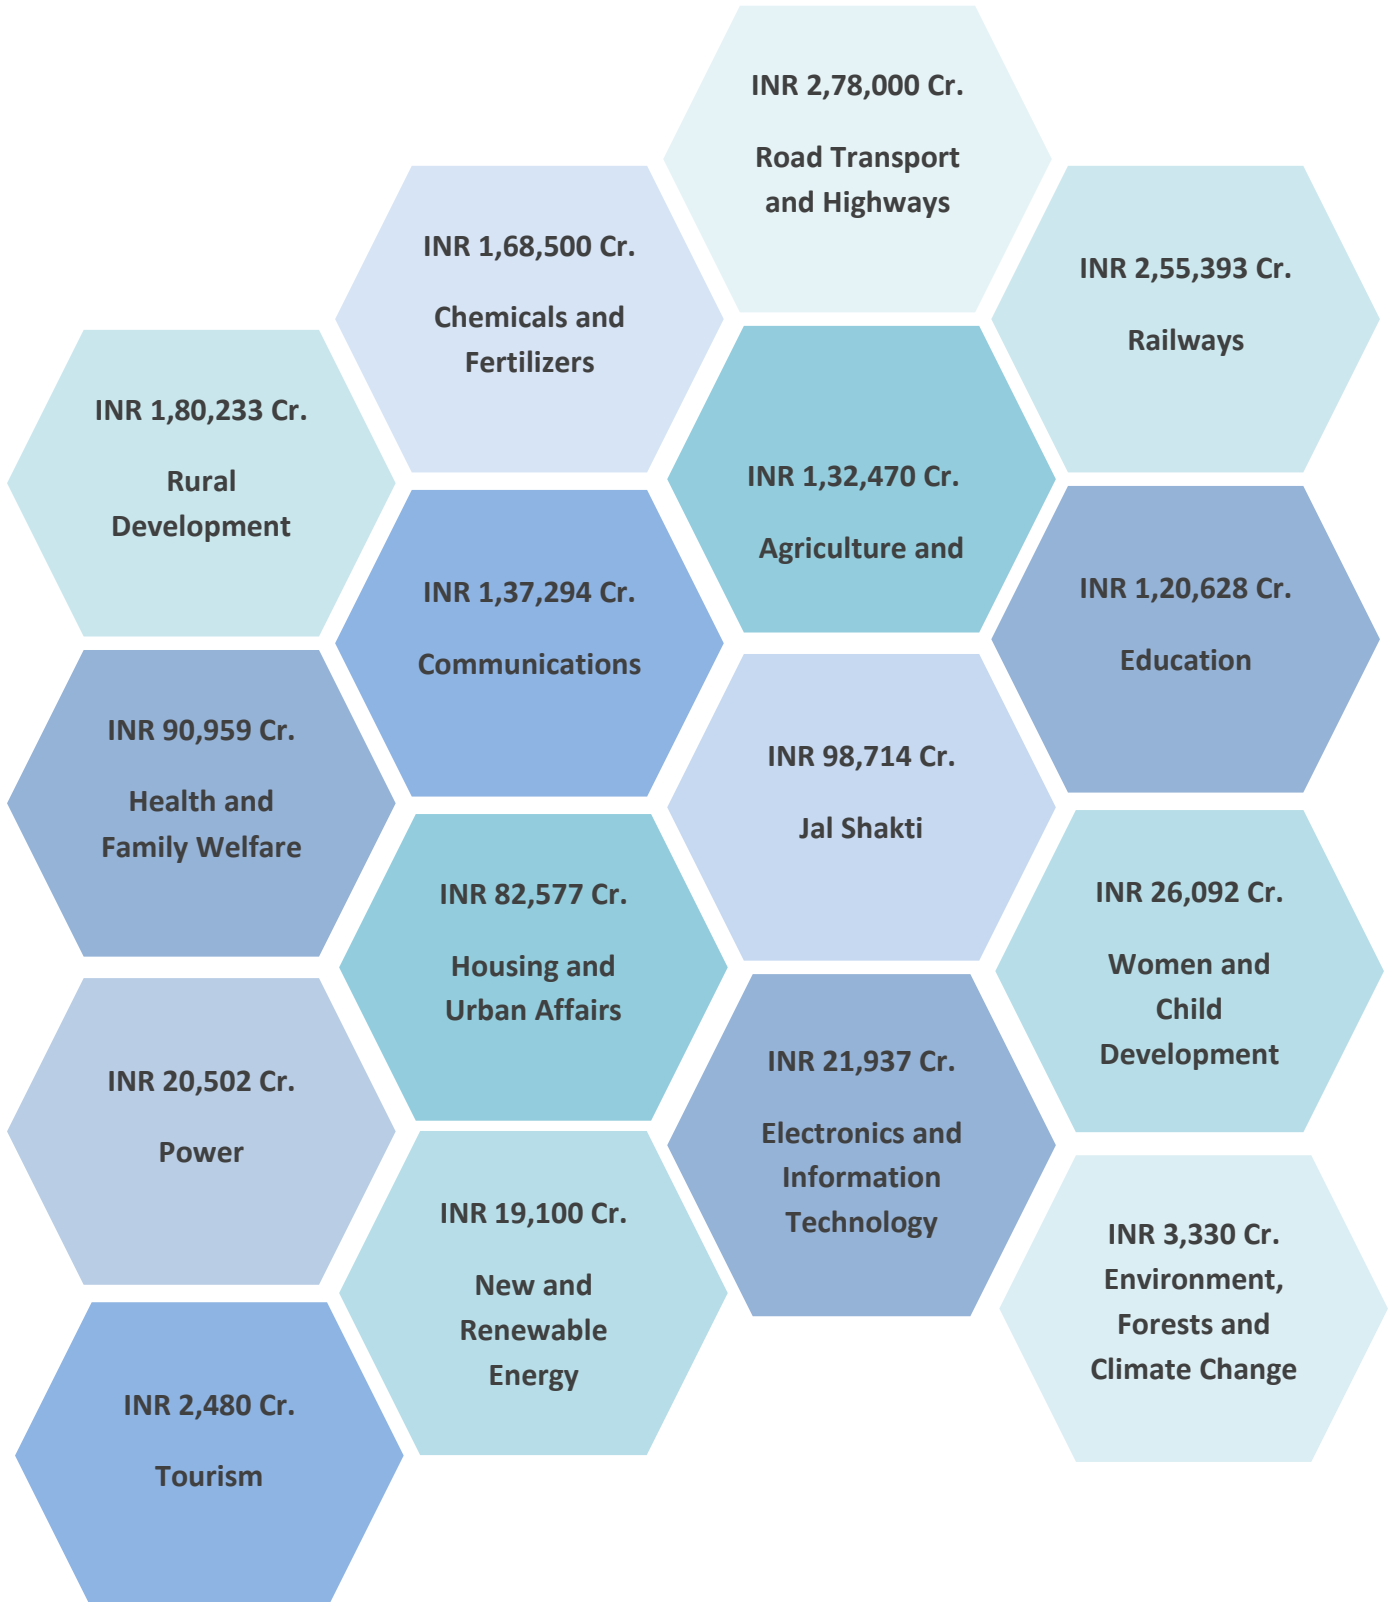 INR 2,78,000 Cr.
Road Transport
and Highways
INR 1,68,500 Cr.
Chemicals and
Fertilizers
INR 2,55,393 Cr.
Railways
INR 1,80,233 Cr.
Rural
Development
INR 1,32,470 Cr.
Agriculture and
INR 1,37,294 Cr.
Communications
INR 1,20,628 Cr.
Education
INR 90,959 Cr.
Health and
Family Welfare
INR 98,714 Cr.
Jal Shakti
INR 82,577 Cr.
Housing and
Urban Affairs
INR 26,092 Cr.
Women and
Child
Development
INR 20,502 Cr.
Power
INR 21,937 Cr.
Electronics and
Information
Technology
INR 19,100 Cr.
New and
Renewable
Energy
INR 3,330 Cr.
Environment,
Forests and
Climate Change
INR 2,480 Cr.
Tourism